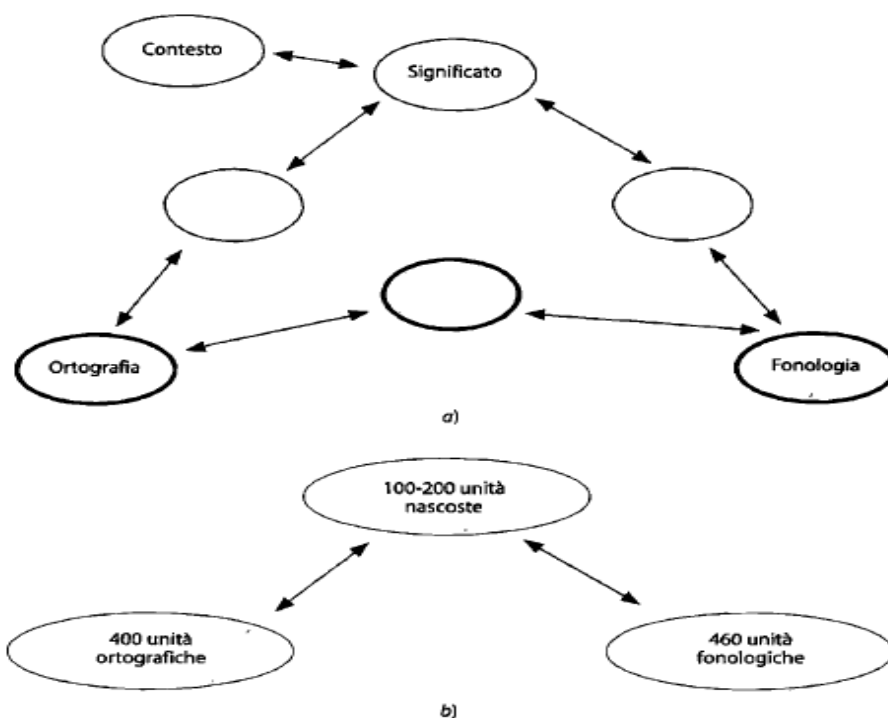 Contesto
Significato
Ortografia
Fonologia
a)
100-200 unità
nascoste
400 unità
ortografiche
460 unità
fonologiche
b)